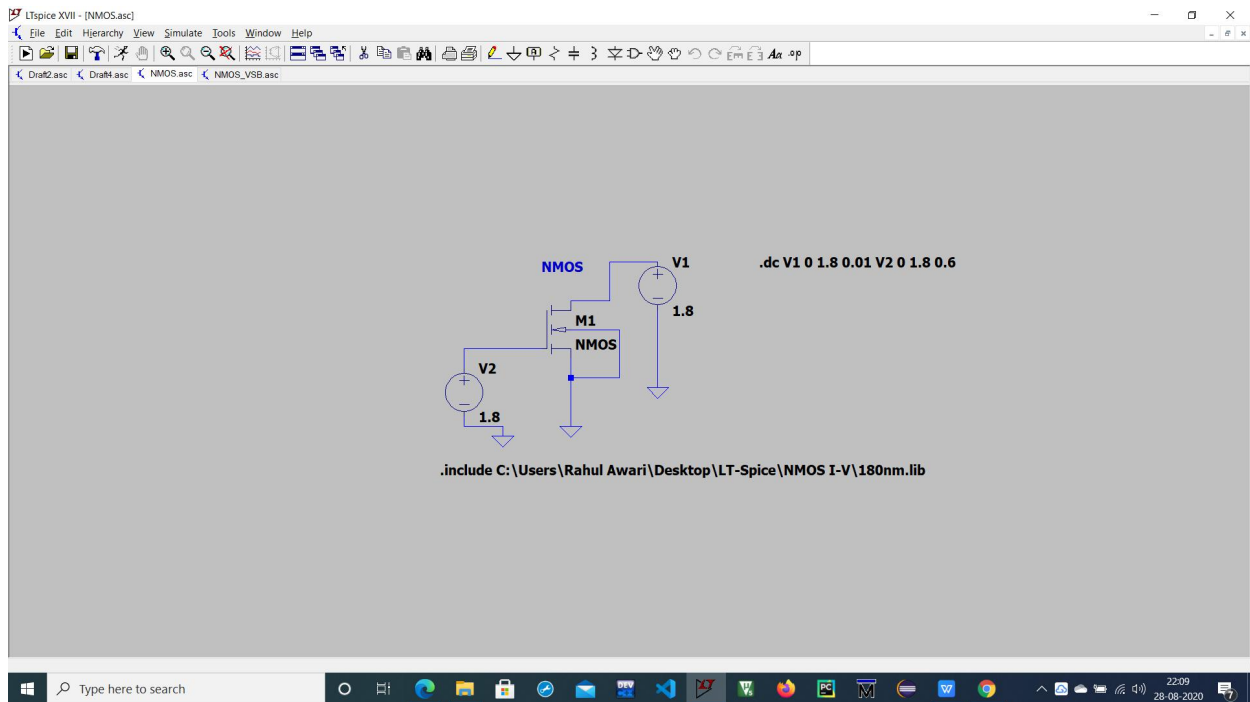 LTspice XVII - [NMOS.asc]
File Edit Hierarchy View Simulate Tools Window Help
Draft2.asc Draft4.asc NMOS.asc NMOS_VSB.asc
NMOS
V1
.dc V1 0 1.8 0.01 V2 0 1.8 0.6
1.8
M1
NMOS
V2
1.8
.include C:\Users\Rahul Awari\Desktop\LT-Spice\NMOS I-V\180nm.lib
Type here to search
22:09
28-08-2020